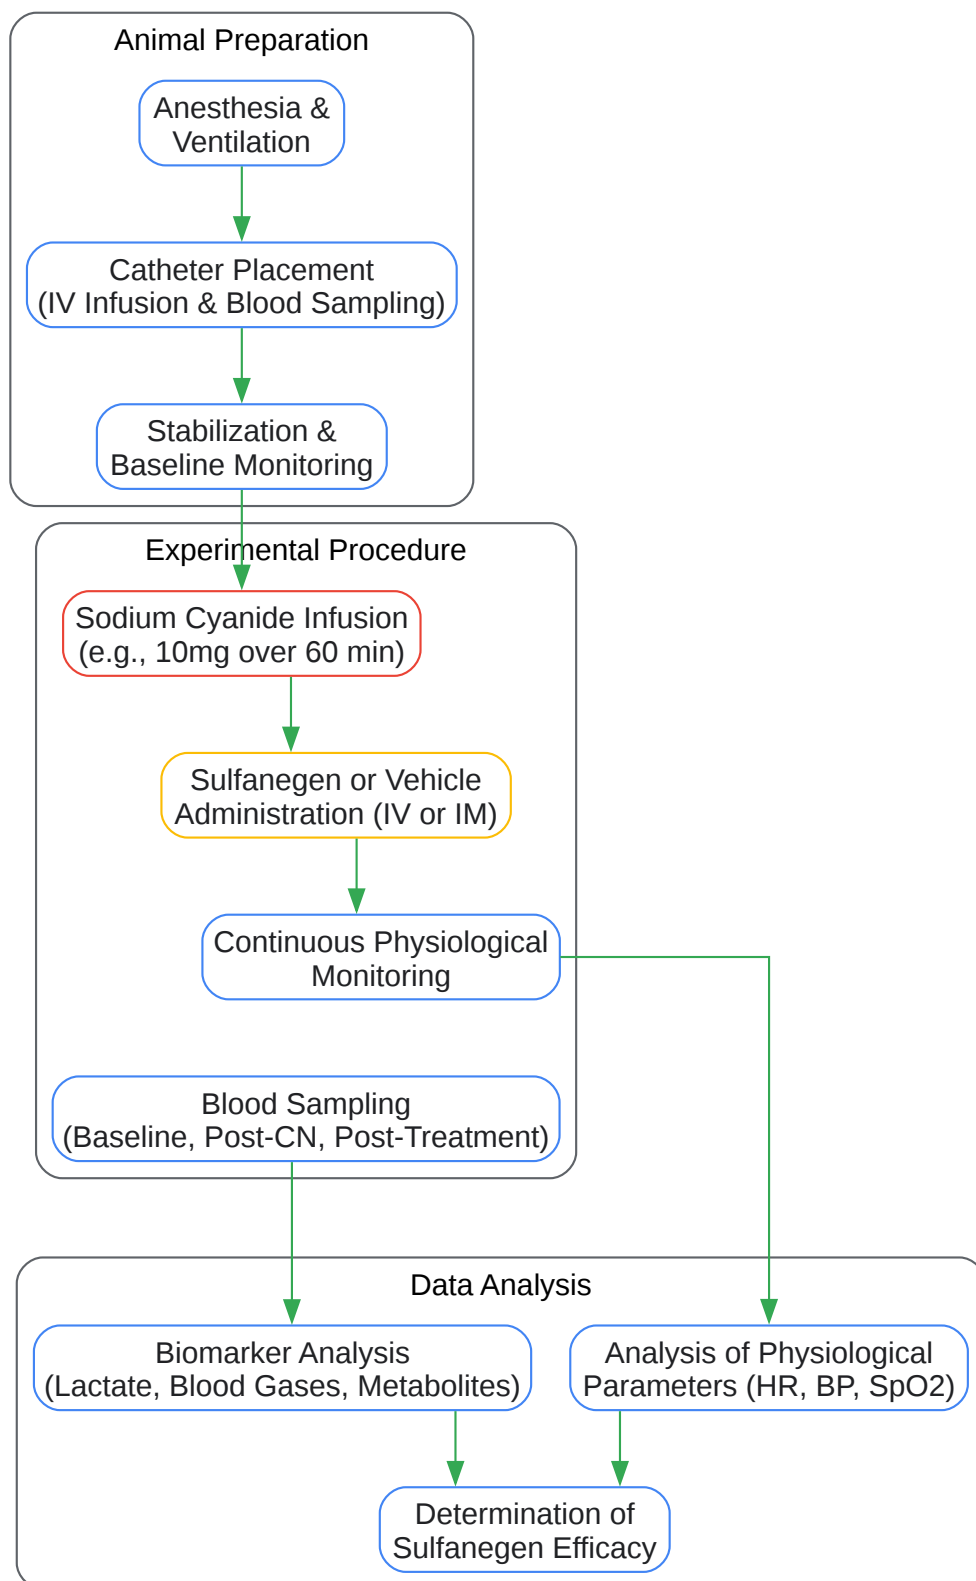 Animal Preparation
Anesthesia &
Ventilation
Catheter Placement
(IV Infusion & Blood Sampling)
Stabilization &
Baseline Monitoring
Experimental Procedure
Sodium Cyanide Infusion
(e.g., 10mg over 60 min)
Sulfanegen or Vehicle
Administration (IV or IM)
Continuous Physiological
Monitoring
Blood Sampling
(Baseline, Post-CN, Post-Treatment)
Data Analysis
Biomarker Analysis
(Lactate, Blood Gases, Metabolites)
Analysis of Physiological
Parameters (HR, BP, SpO2)
Determination of
Sulfanegen Efficacy